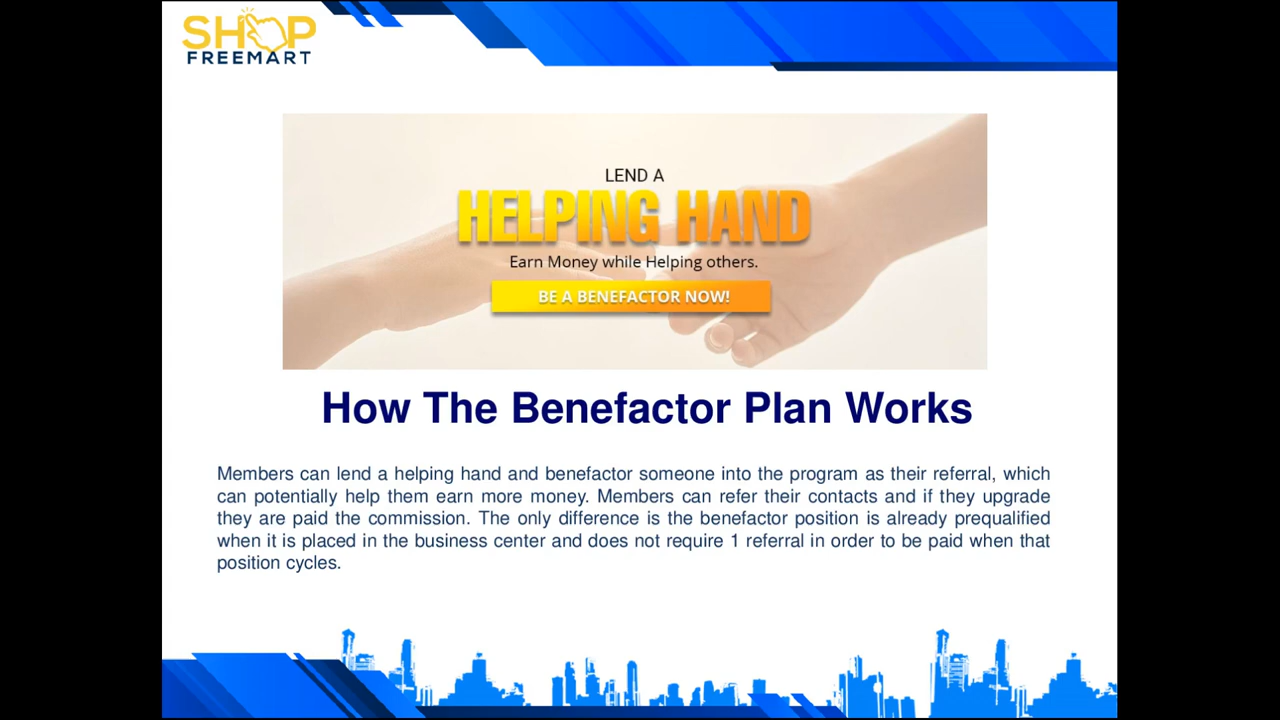 SHOP
FREEMART
LEND A
HELPING HAND
Earn Money while Helping others.
BE A BENEFACTOR NOW!
How The Benefactor Plan Works
Members can lend a helping hand and benefactor someone into the program as their referral, which
can potentially help them earn more money. Members can refer their contacts and if they upgrade
they are paid the commission. The only difference is the benefactor position is already prequalified
when it is placed in the business center and does not require 1 referral in order to be paid when that
position cycles.